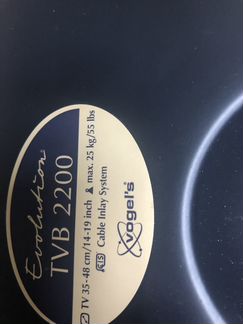 Evolution
TVB 2200
TV 35-48 cm/14-19 inch max. 25 kg/55 lbs
CIS Cable Inlay System
vogel's